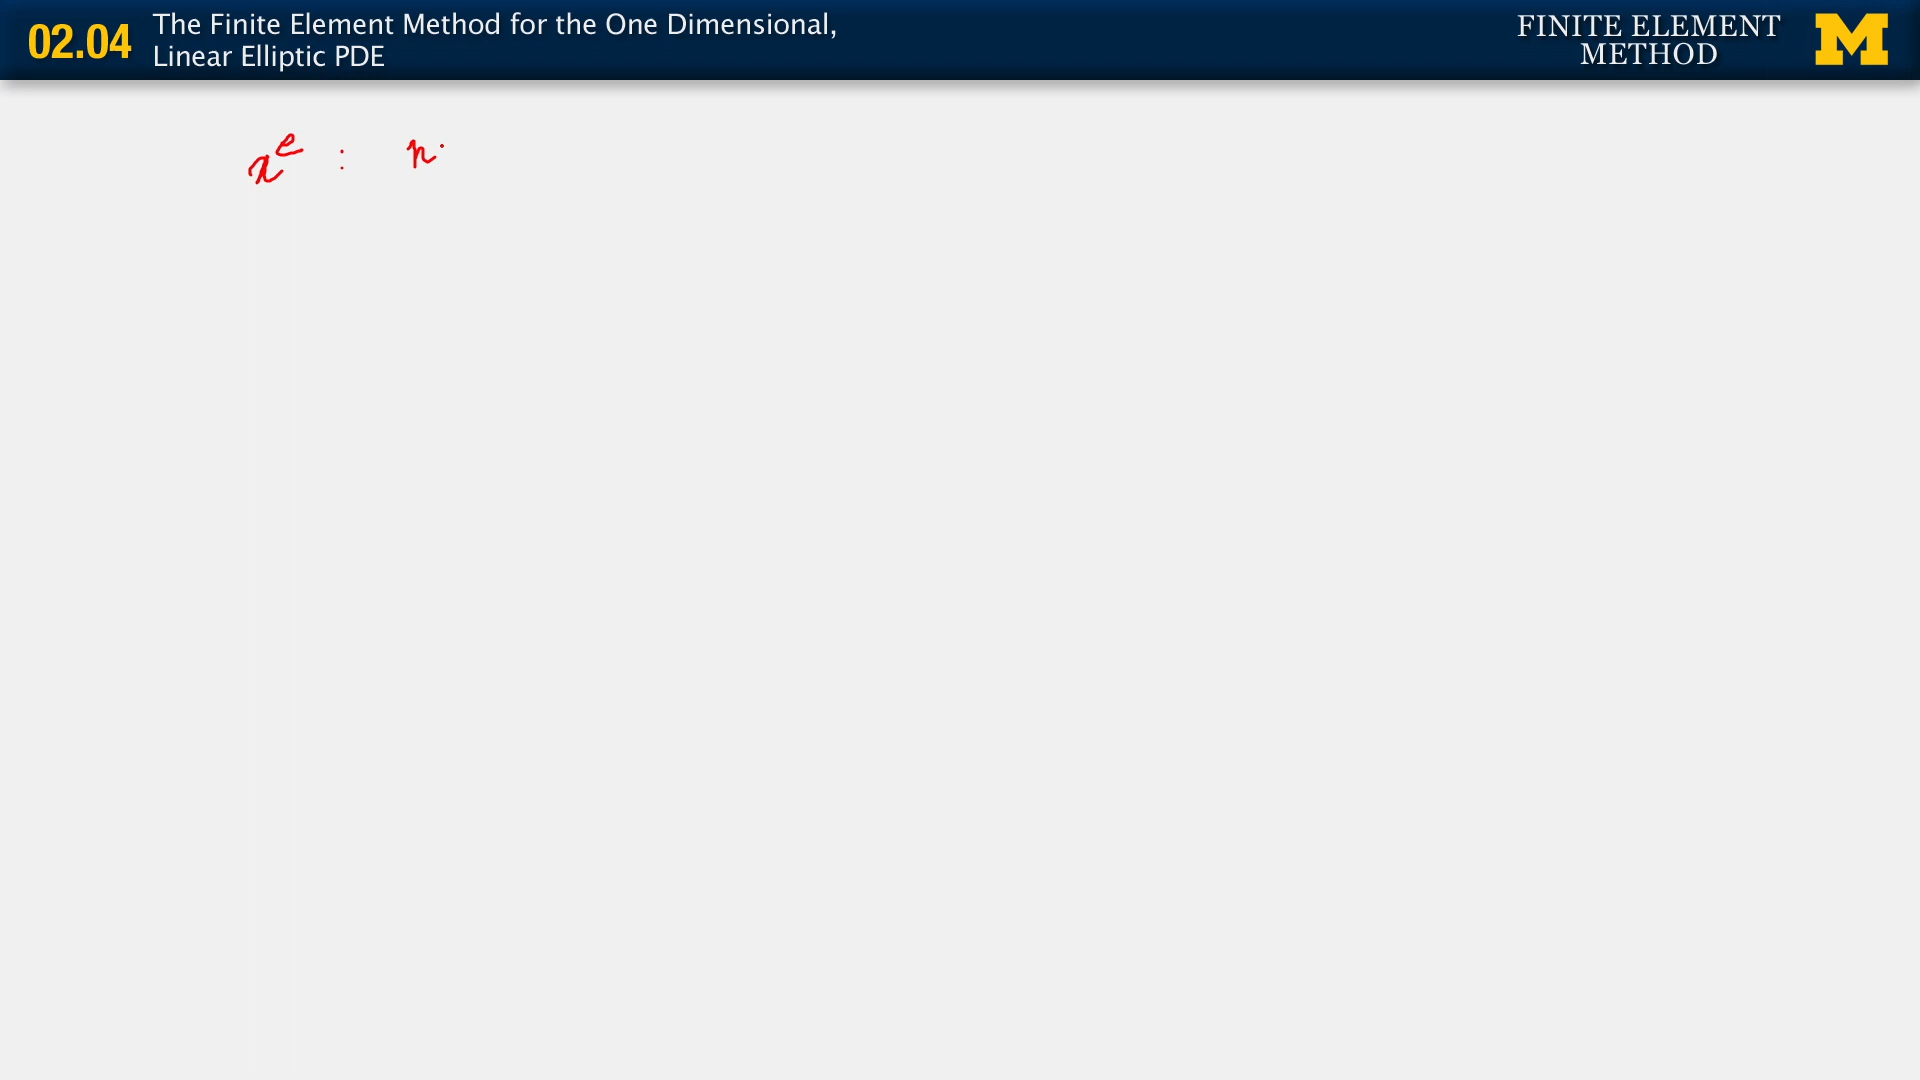 02.04
The Finite Element Method for the One Dimensional,
Linear Elliptic PDE
FINITE ELEMENT
METHOD
M
x^e : n